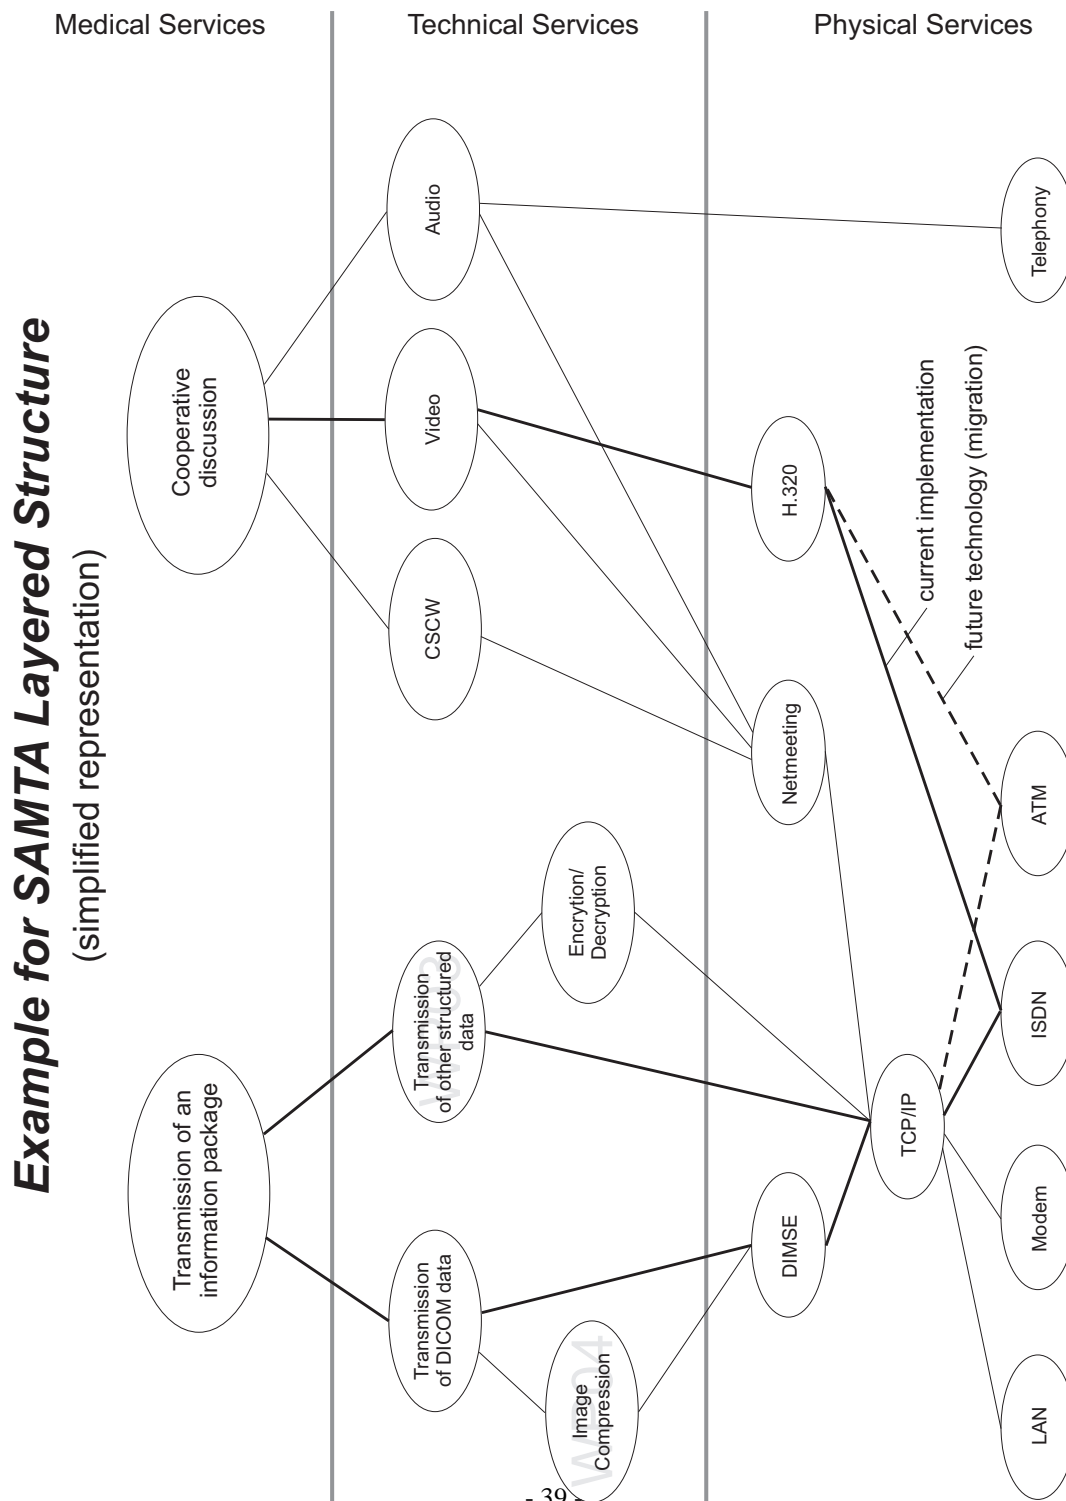 Example for SAMTA Layered Structure
(simplified representation)
Medical Services
Technical Services
Physical Services
Transmission of an
information package
Cooperative
discussion
Transmission
of DICOM data
Transmission
of other structured
data
CSCW
Video
Audio
Image
Compression
WP04
WP03
Encrytion/
Decryption
DIMSE
Netmeeting
H.320
TCP/IP
current implementation
future technology (migration)
LAN
Modem
ISDN
ATM
Telephony
- 39 -